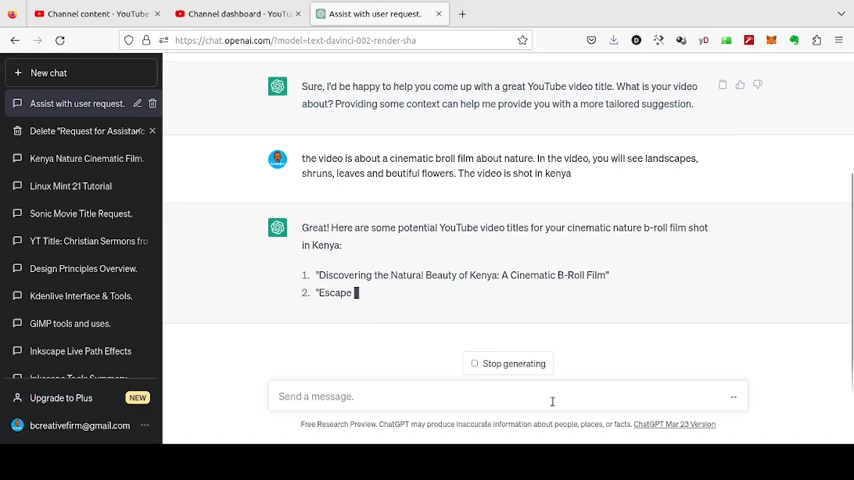 Channel content - YouTube
Channel dashboard - YouTu
Assist with user request.
https://chat.openai.com/?model=text-davinci-002-render-sha
New chat
Assist with user request.
Delete "Request for Assistanc
Kenya Nature Cinematic Film.
Linux Mint 21 Tutorial
Sonic Movie Title Request.
YT Title: Christian Sermons fro
Design Principles Overview.
Kdenlive Interface & Tools.
GIMP tools and uses.
Inkscape Live Path Effects
Inkscape Tools Summary
Upgrade to Plus
NEW
bcreativefirm@gmail.com
Sure, I'd be happy to help you come up with a great YouTube video title. What is your video
about? Providing some context can help me provide you with a more tailored suggestion.
the video is about a cinematic broll film about nature. In the video, you will see landscapes,
shruns, leaves and beutiful flowers. The video is shot in kenya
Great! Here are some potential YouTube video titles for your cinematic nature b-roll film shot
in Kenya:
1. "Discovering the Natural Beauty of Kenya: A Cinematic B-Roll Film"
2. "Escape
Stop generating
Send a message.
Free Research Preview. ChatGPT may produce inaccurate information about people, places, or facts. ChatGPT Mar 23 Version